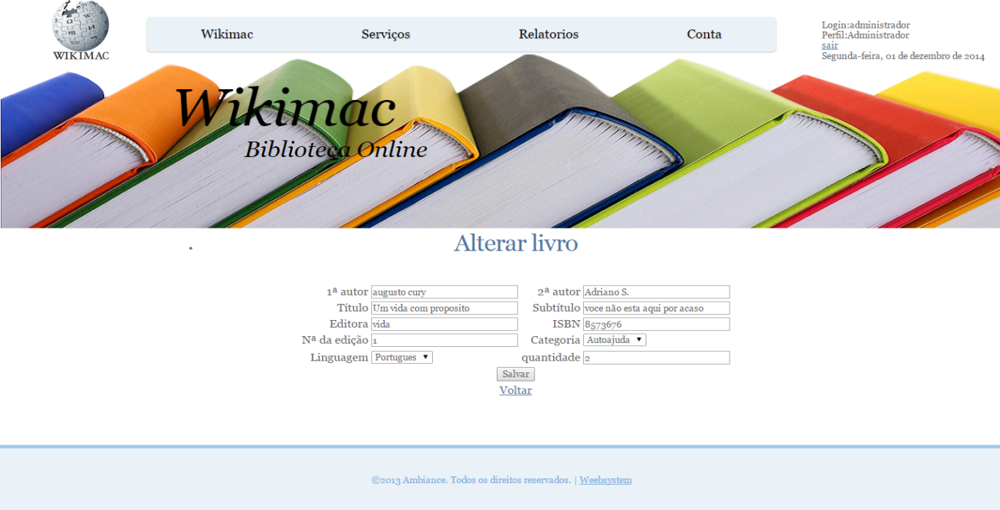 WIKIMAC
Wikimac Serviços Relatorios Conta
Login:administrador
Perfil:Administrador
sair
Segunda-feira, 01 de dezembro de 2014
Wikimac
Biblioteca Online
Alterar livro
1ª autor augusto cury 2ª autor Adriano S.
Título Um vida com proposito Subtítulo voce não esta aqui por acaso
Editora vida ISBN 8573676
Nª da edição 1 Categoria Autoajuda
Linguagem Portugues quantidade 2
Salvar
Voltar
©2013 Ambiance. Todos os direitos reservados. | Weebsystem